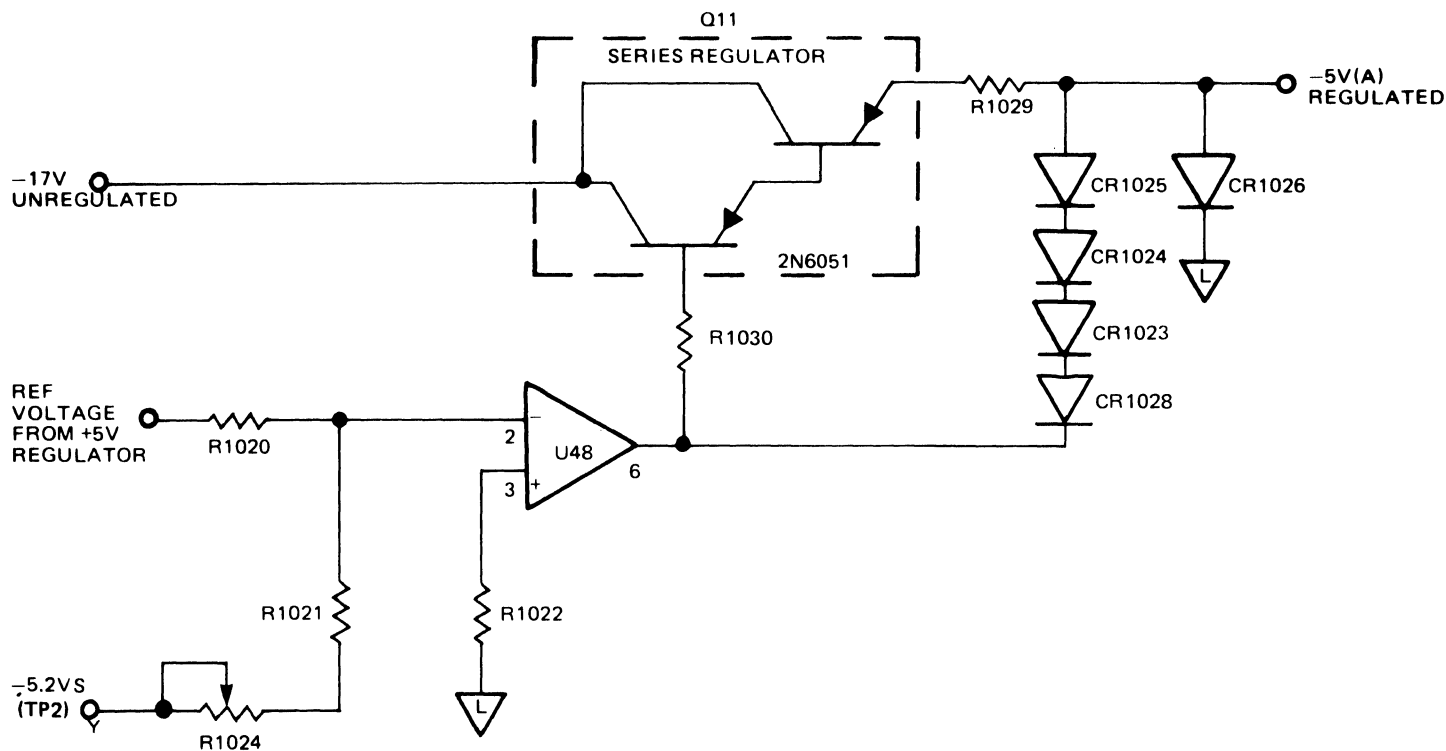 Q11
SERIES REGULATOR
-5V(A)
REGULATED
R1029
-17V
UNREGULATED
CR1025
CR1026
2N6051
CR1024
L
R1030
CR1023
REF
VOLTAGE
FROM +5V
REGULATOR
CR1028
R1020
-
2
U48
6
3
+
R1021
R1022
-5.2VS
(TP2)
Y
R1024
L